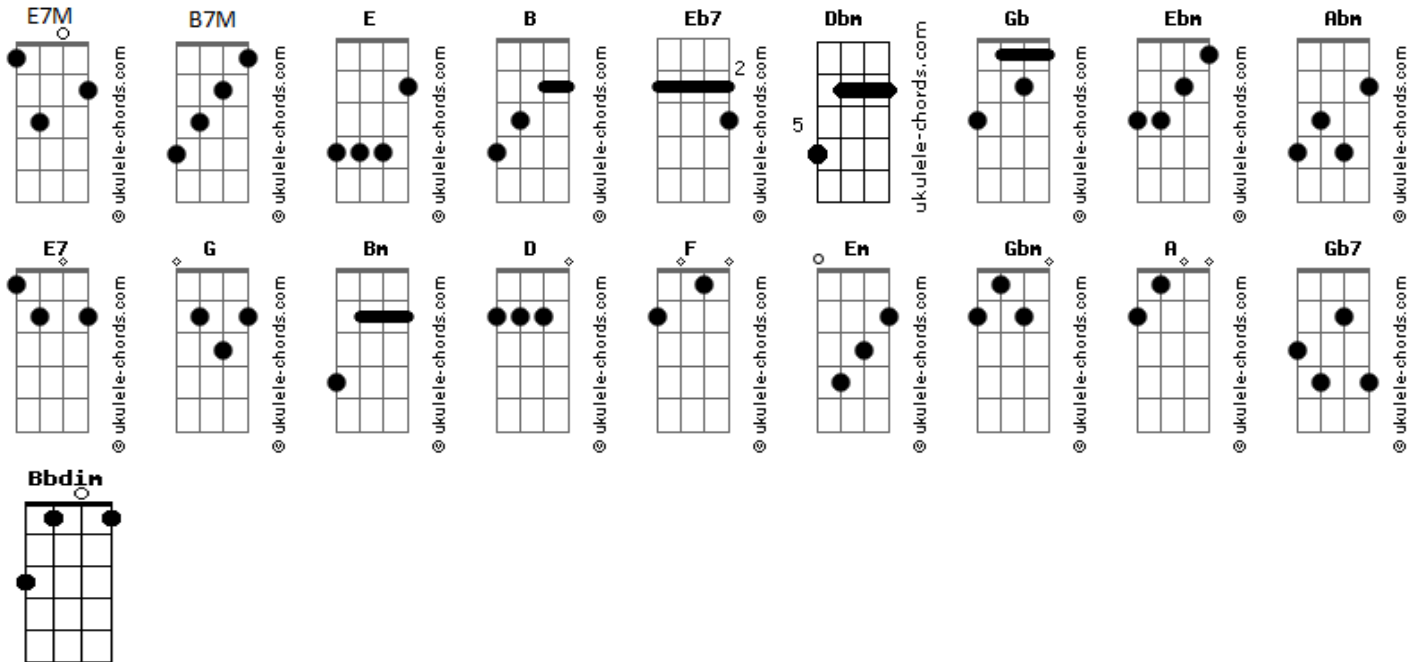 E7M B7M E B Eb7 Dbm Gb Ebm Abm
2
5
© ukulele-chords.com © ukulele-chords.com © ukulele-chords.com © ukulele-chords.com © ukulele-chords.com ukulele-chords.com © ukulele-chords.com © ukulele-chords.com © ukulele-chords.com
E7 G Bm D F Em Gbm A Gb7
© ukulele-chords.com © ukulele-chords.com © ukulele-chords.com © ukulele-chords.com © ukulele-chords.com © ukulele-chords.com © ukulele-chords.com © ukulele-chords.com © ukulele-chords.com
Bbdim